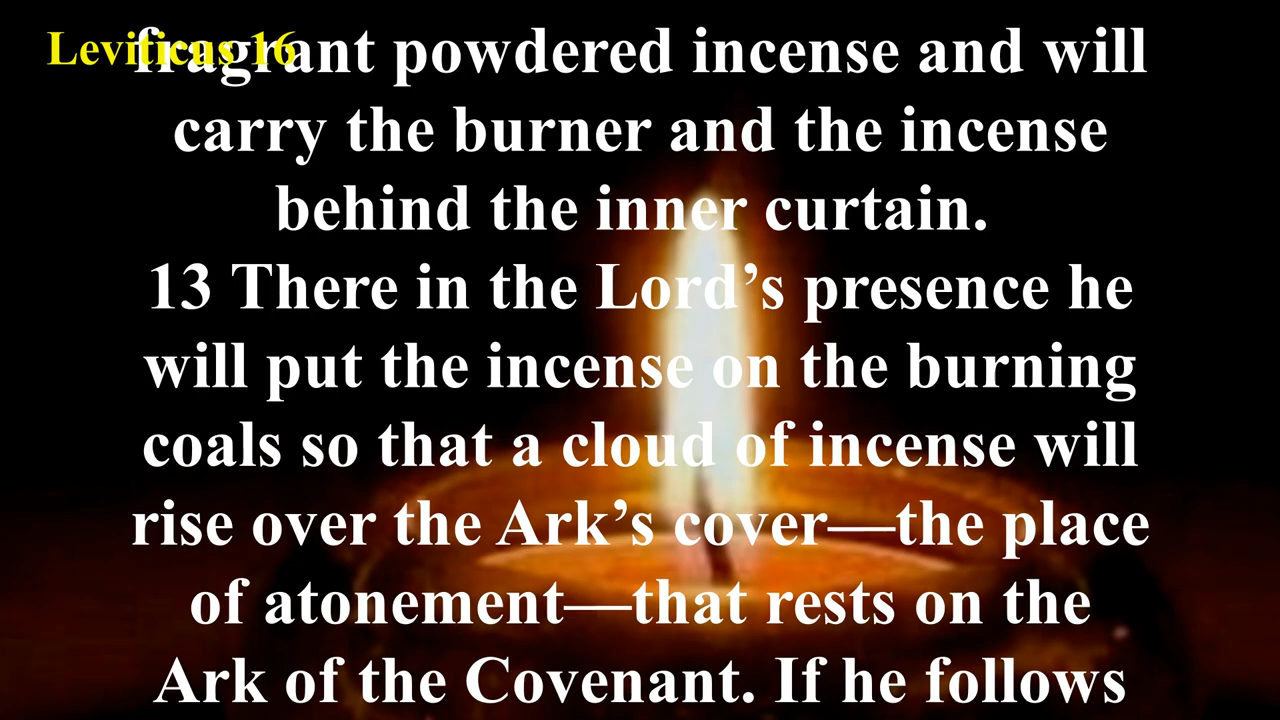 Leviticus 16
fragrant powdered incense and will
carry the burner and the incense
behind the inner curtain.
13 There in the Lord’s presence he
will put the incense on the burning
coals so that a cloud of incense will
rise over the Ark’s cover—the place
of atonement—that rests on the
Ark of the Covenant. If he follows